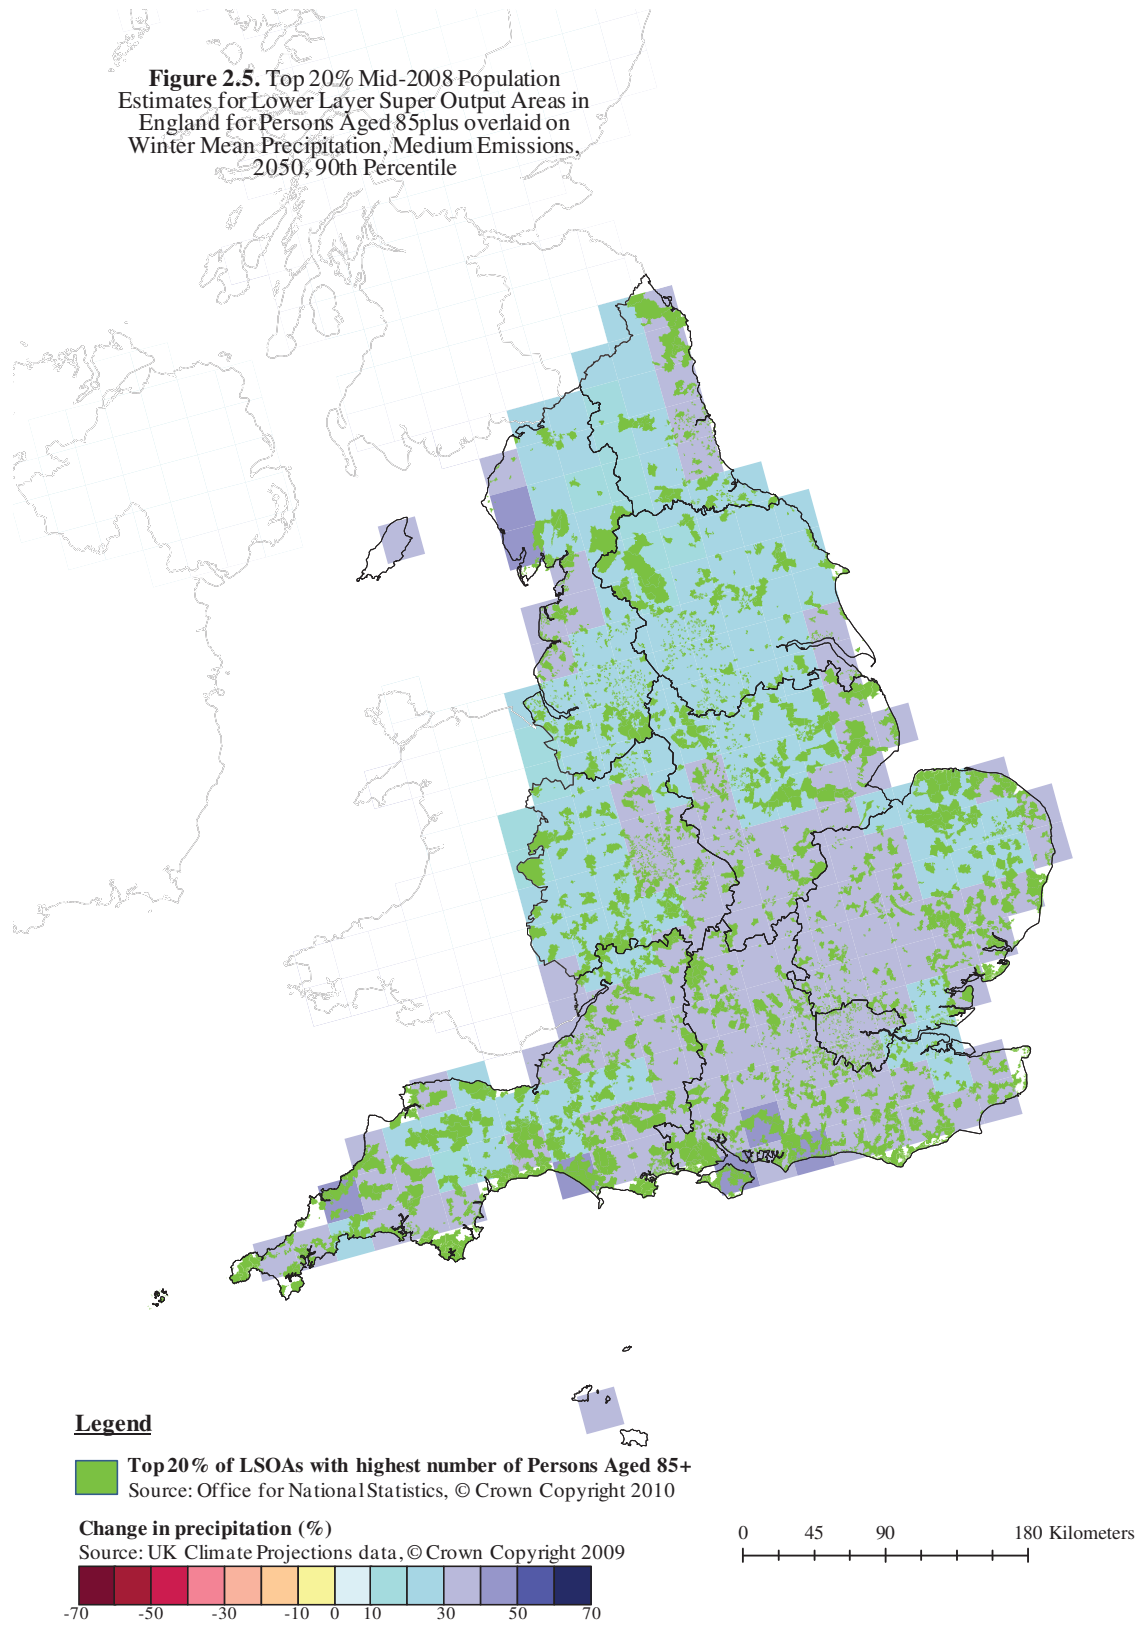 Figure 2.5. Top 20% Mid-2008 Population
Estimates for Lower Layer Super Output Areas in
England for Persons Aged 85plus overlaid on
Winter Mean Precipitation, Medium Emissions,
2050, 90th Percentile
Legend
Top 20% of LSOAs with highest number of Persons Aged 85+
Source: Office for National Statistics, © Crown Copyright 2010
Change in precipitation (%)
Source: UK Climate Projections data, © Crown Copyright 2009
-70 -50 -30 -10 0 10 30 50 70
0 45 90 180 Kilometers